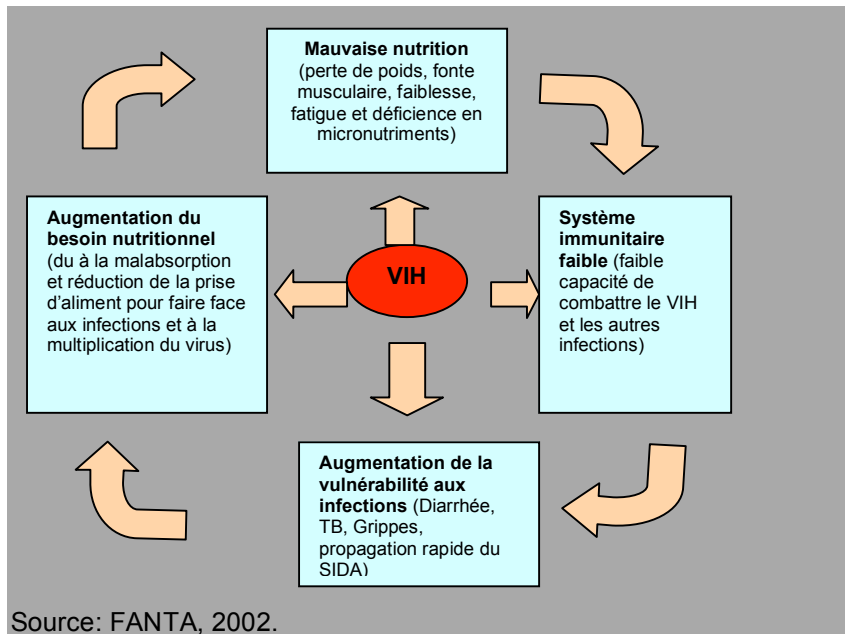 Mauvaise nutrition
(perte de poids, fonte
musculaire, faiblesse,
fatigue et déficience en
micronutriments)
Augmentation du
besoin nutritionnel
(du à la malabsorption
et réduction de la prise
d'aliment pour faire face
aux infections et à la
multiplication du virus)
VIH
Système
immunitaire
faible (faible
capacité de
combattre le VIH
et les autres
infections)
Augmentation de la
vulnérabilité aux
infections (Diarrhée,
TB, Grippes,
propagation rapide du
SIDA)
Source: FANTA, 2002.